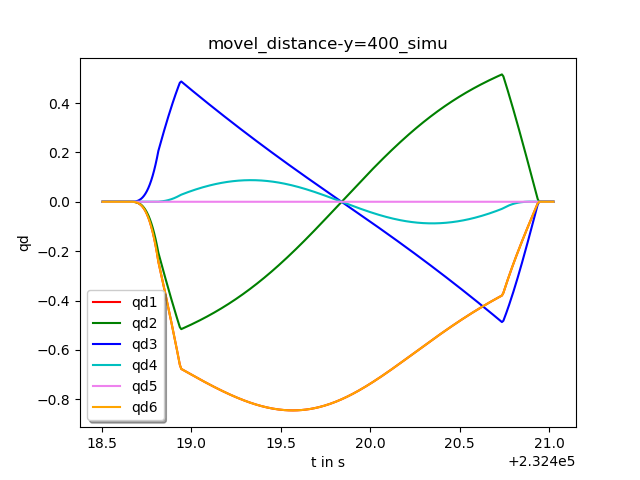 movel_distance-y=400_simu
qd
0.4
0.2
0.0
−0.2
−0.4
−0.6
−0.8
qd1
qd2
qd3
qd4
qd5
qd6
18.5 19.0 19.5 20.0 20.5 21.0
t in s
+2.324e5